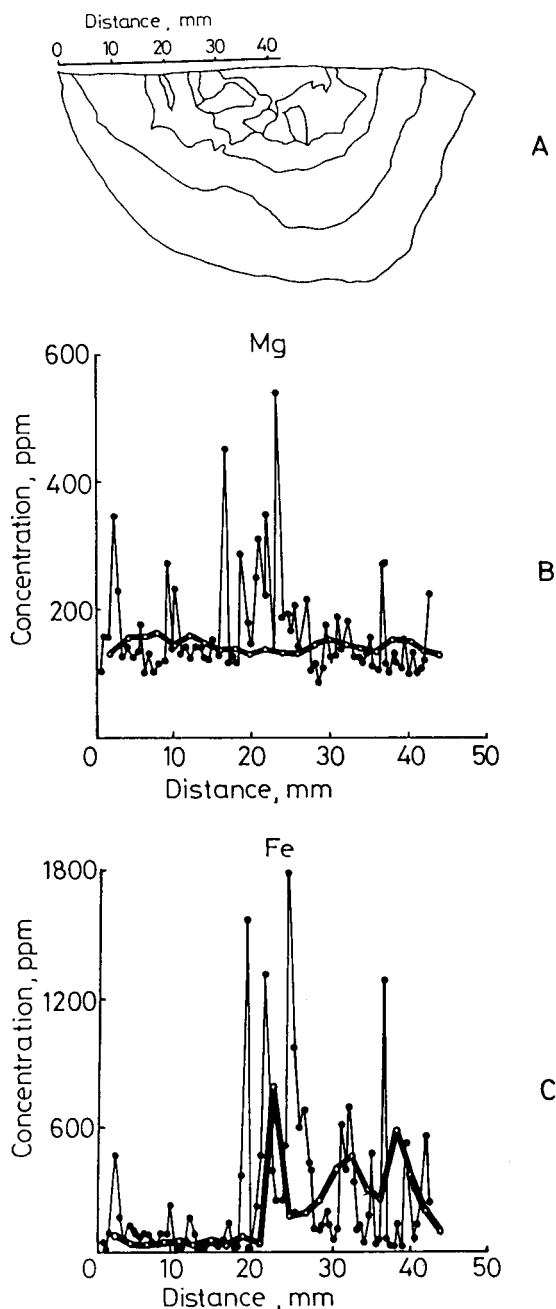 Distance, mm
0 10 20 30 40
A
Mg
600
400
200
Concentration, ppm
B
0 10 20 30 40 50
Distance, mm
Fe
1800
1200
600
Concentration, ppm
C
0 10 20 30 40 50
Distance, mm